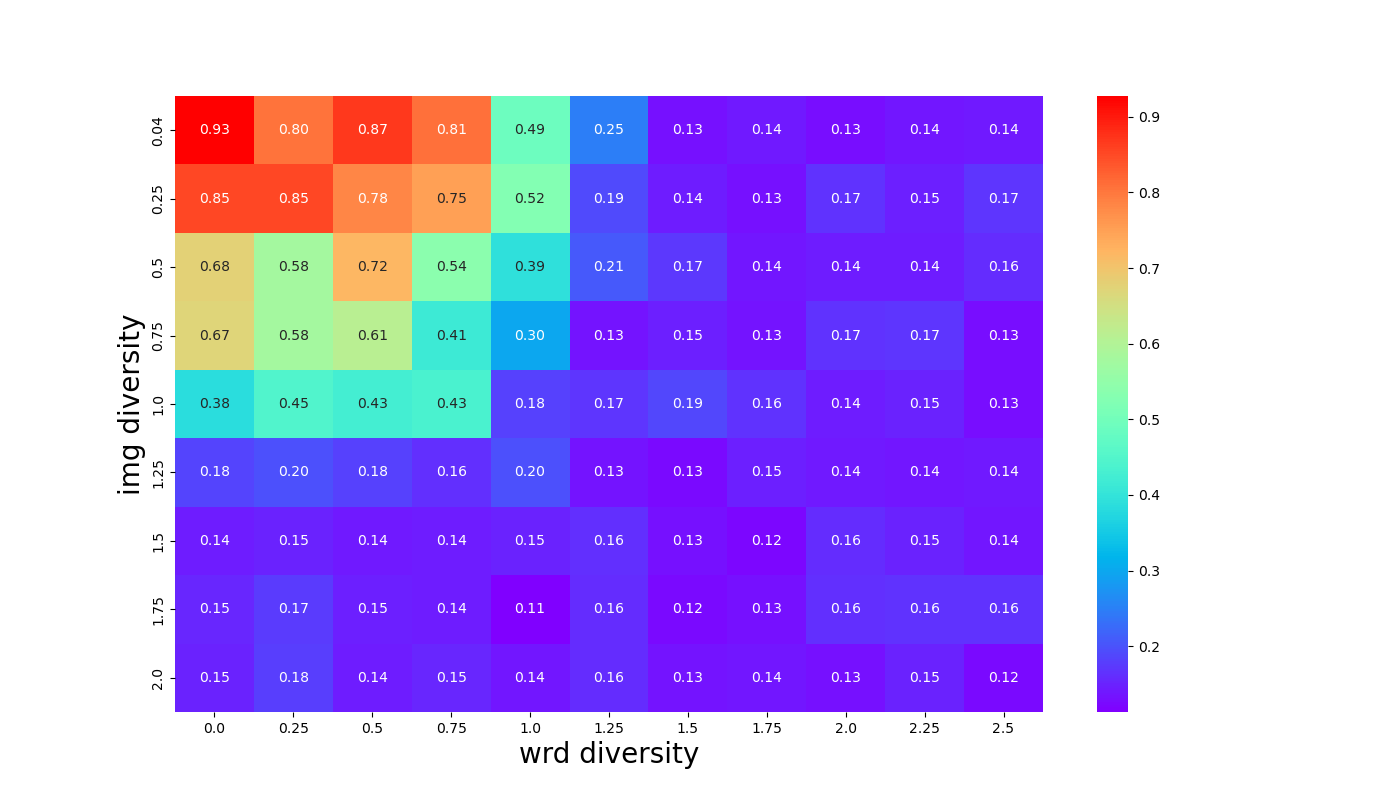 0.04 0.93 0.80 0.87 0.81 0.49 0.25 0.13 0.14 0.13 0.14 0.14
0.25 0.85 0.85 0.78 0.75 0.52 0.19 0.14 0.13 0.17 0.15 0.17
0.5 0.68 0.58 0.72 0.54 0.39 0.21 0.17 0.14 0.14 0.14 0.16
0.75 0.67 0.58 0.61 0.41 0.30 0.13 0.15 0.13 0.17 0.17 0.13
1.0 0.38 0.45 0.43 0.43 0.18 0.17 0.19 0.16 0.14 0.15 0.13
1.25 0.18 0.20 0.18 0.16 0.20 0.13 0.13 0.15 0.14 0.14 0.14
1.5 0.14 0.15 0.14 0.14 0.15 0.16 0.13 0.12 0.16 0.15 0.14
1.75 0.15 0.17 0.15 0.14 0.11 0.16 0.12 0.13 0.16 0.16 0.16
2.0 0.15 0.18 0.14 0.15 0.14 0.16 0.13 0.14 0.13 0.15 0.12
0.0 0.25 0.5 0.75 1.0 1.25 1.5 1.75 2.0 2.25 2.5
img diversity
wrd diversity
0.9
0.8
0.7
0.6
0.5
0.4
0.3
0.2